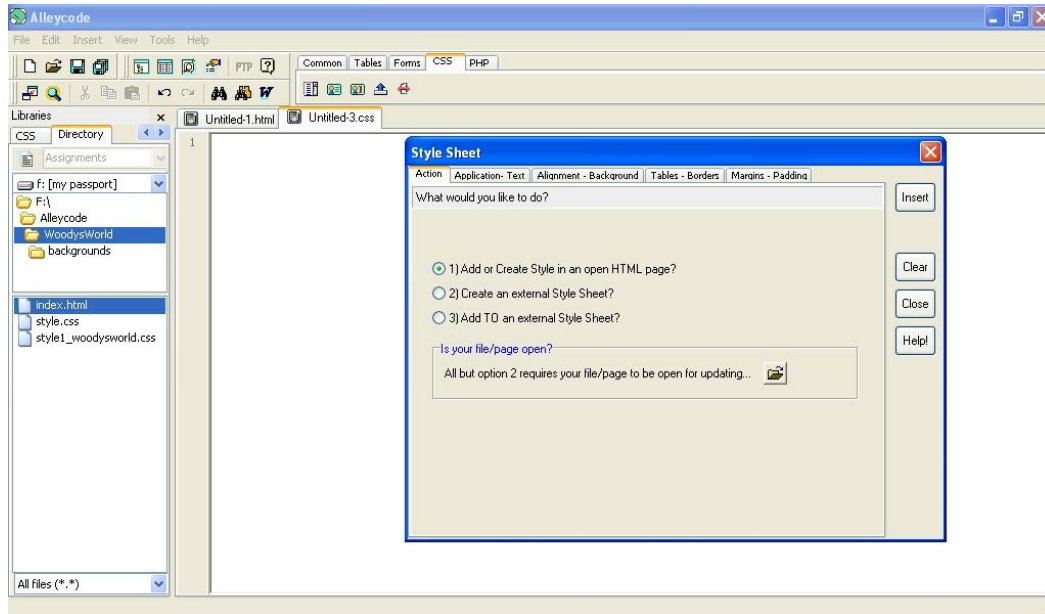 Alleycode
File Edit Insert View Tools Help
FTP
Common Tables Forms CSS PHP
W
Libraries x
Untitled-1.html Untitled-3.css
CSS Directory
1
Assignments
f: [my passport]
F:\
Alleycode
WoodysWorld
backgrounds
index.html
style.css
style1_woodysworld.css
All files (*.*)
Style Sheet
Action Application- Text Alignment - Background Tables - Borders Margins - Padding
What would you like to do?
Insert
1) Add or Create Style in an open HTML page?
Clear
2) Create an external Style Sheet?
Close
3) Add TO an external Style Sheet?
Help!
Is your file/page open?
All but option 2 requires your file/page to be open for updating...